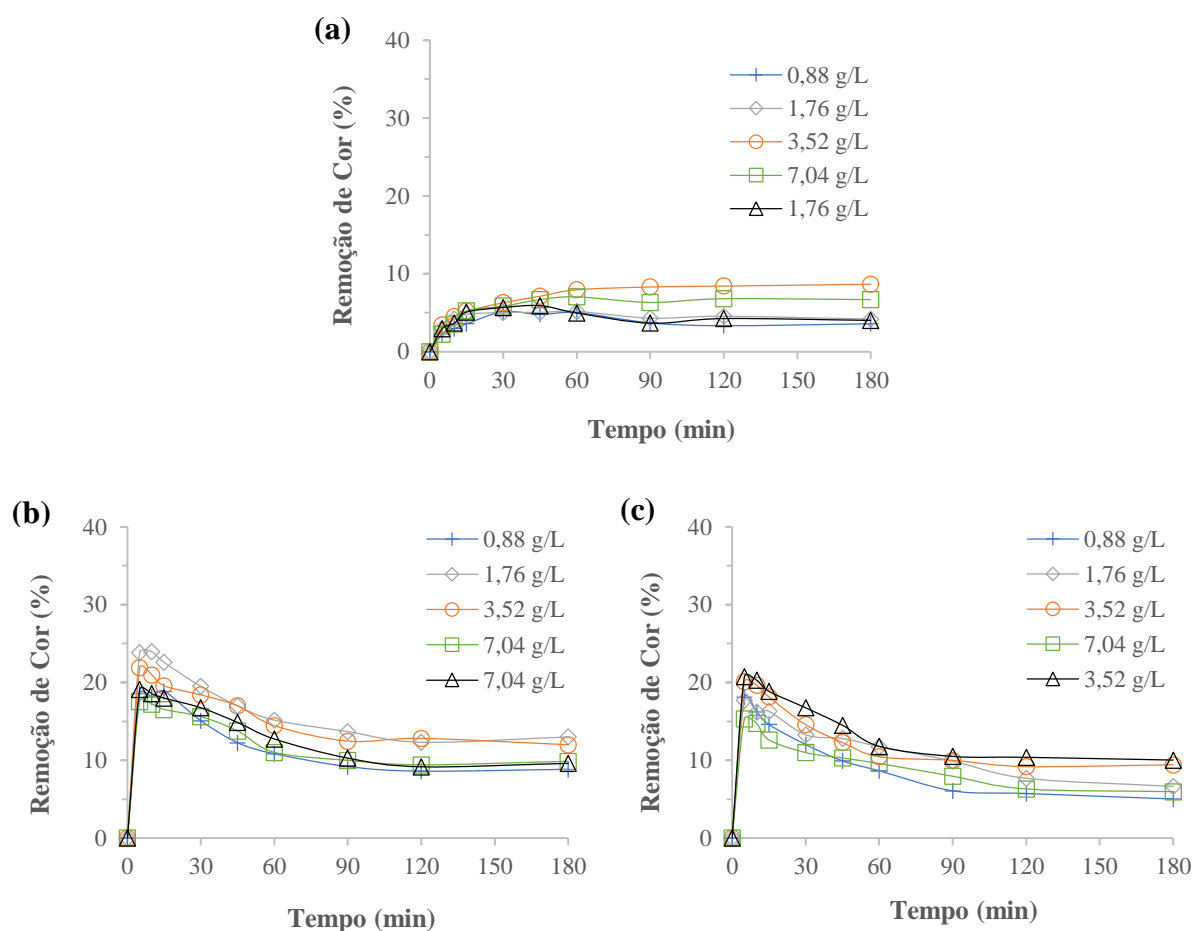 (a)
Remoção de Cor (%)
40
30
20
10
0
0 30 60 90 120 150 180
Tempo (min)
0,88 g/L
1,76 g/L
3,52 g/L
7,04 g/L
1,76 g/L
(b)
Remoção de Cor (%)
40
30
20
10
0
0 30 60 90 120 150 180
Tempo (min)
0,88 g/L
1,76 g/L
3,52 g/L
7,04 g/L
7,04 g/L
(c)
Remoção de Cor (%)
40
30
20
10
0
0 30 60 90 120 150 180
Tempo (min)
0,88 g/L
1,76 g/L
3,52 g/L
7,04 g/L
3,52 g/L